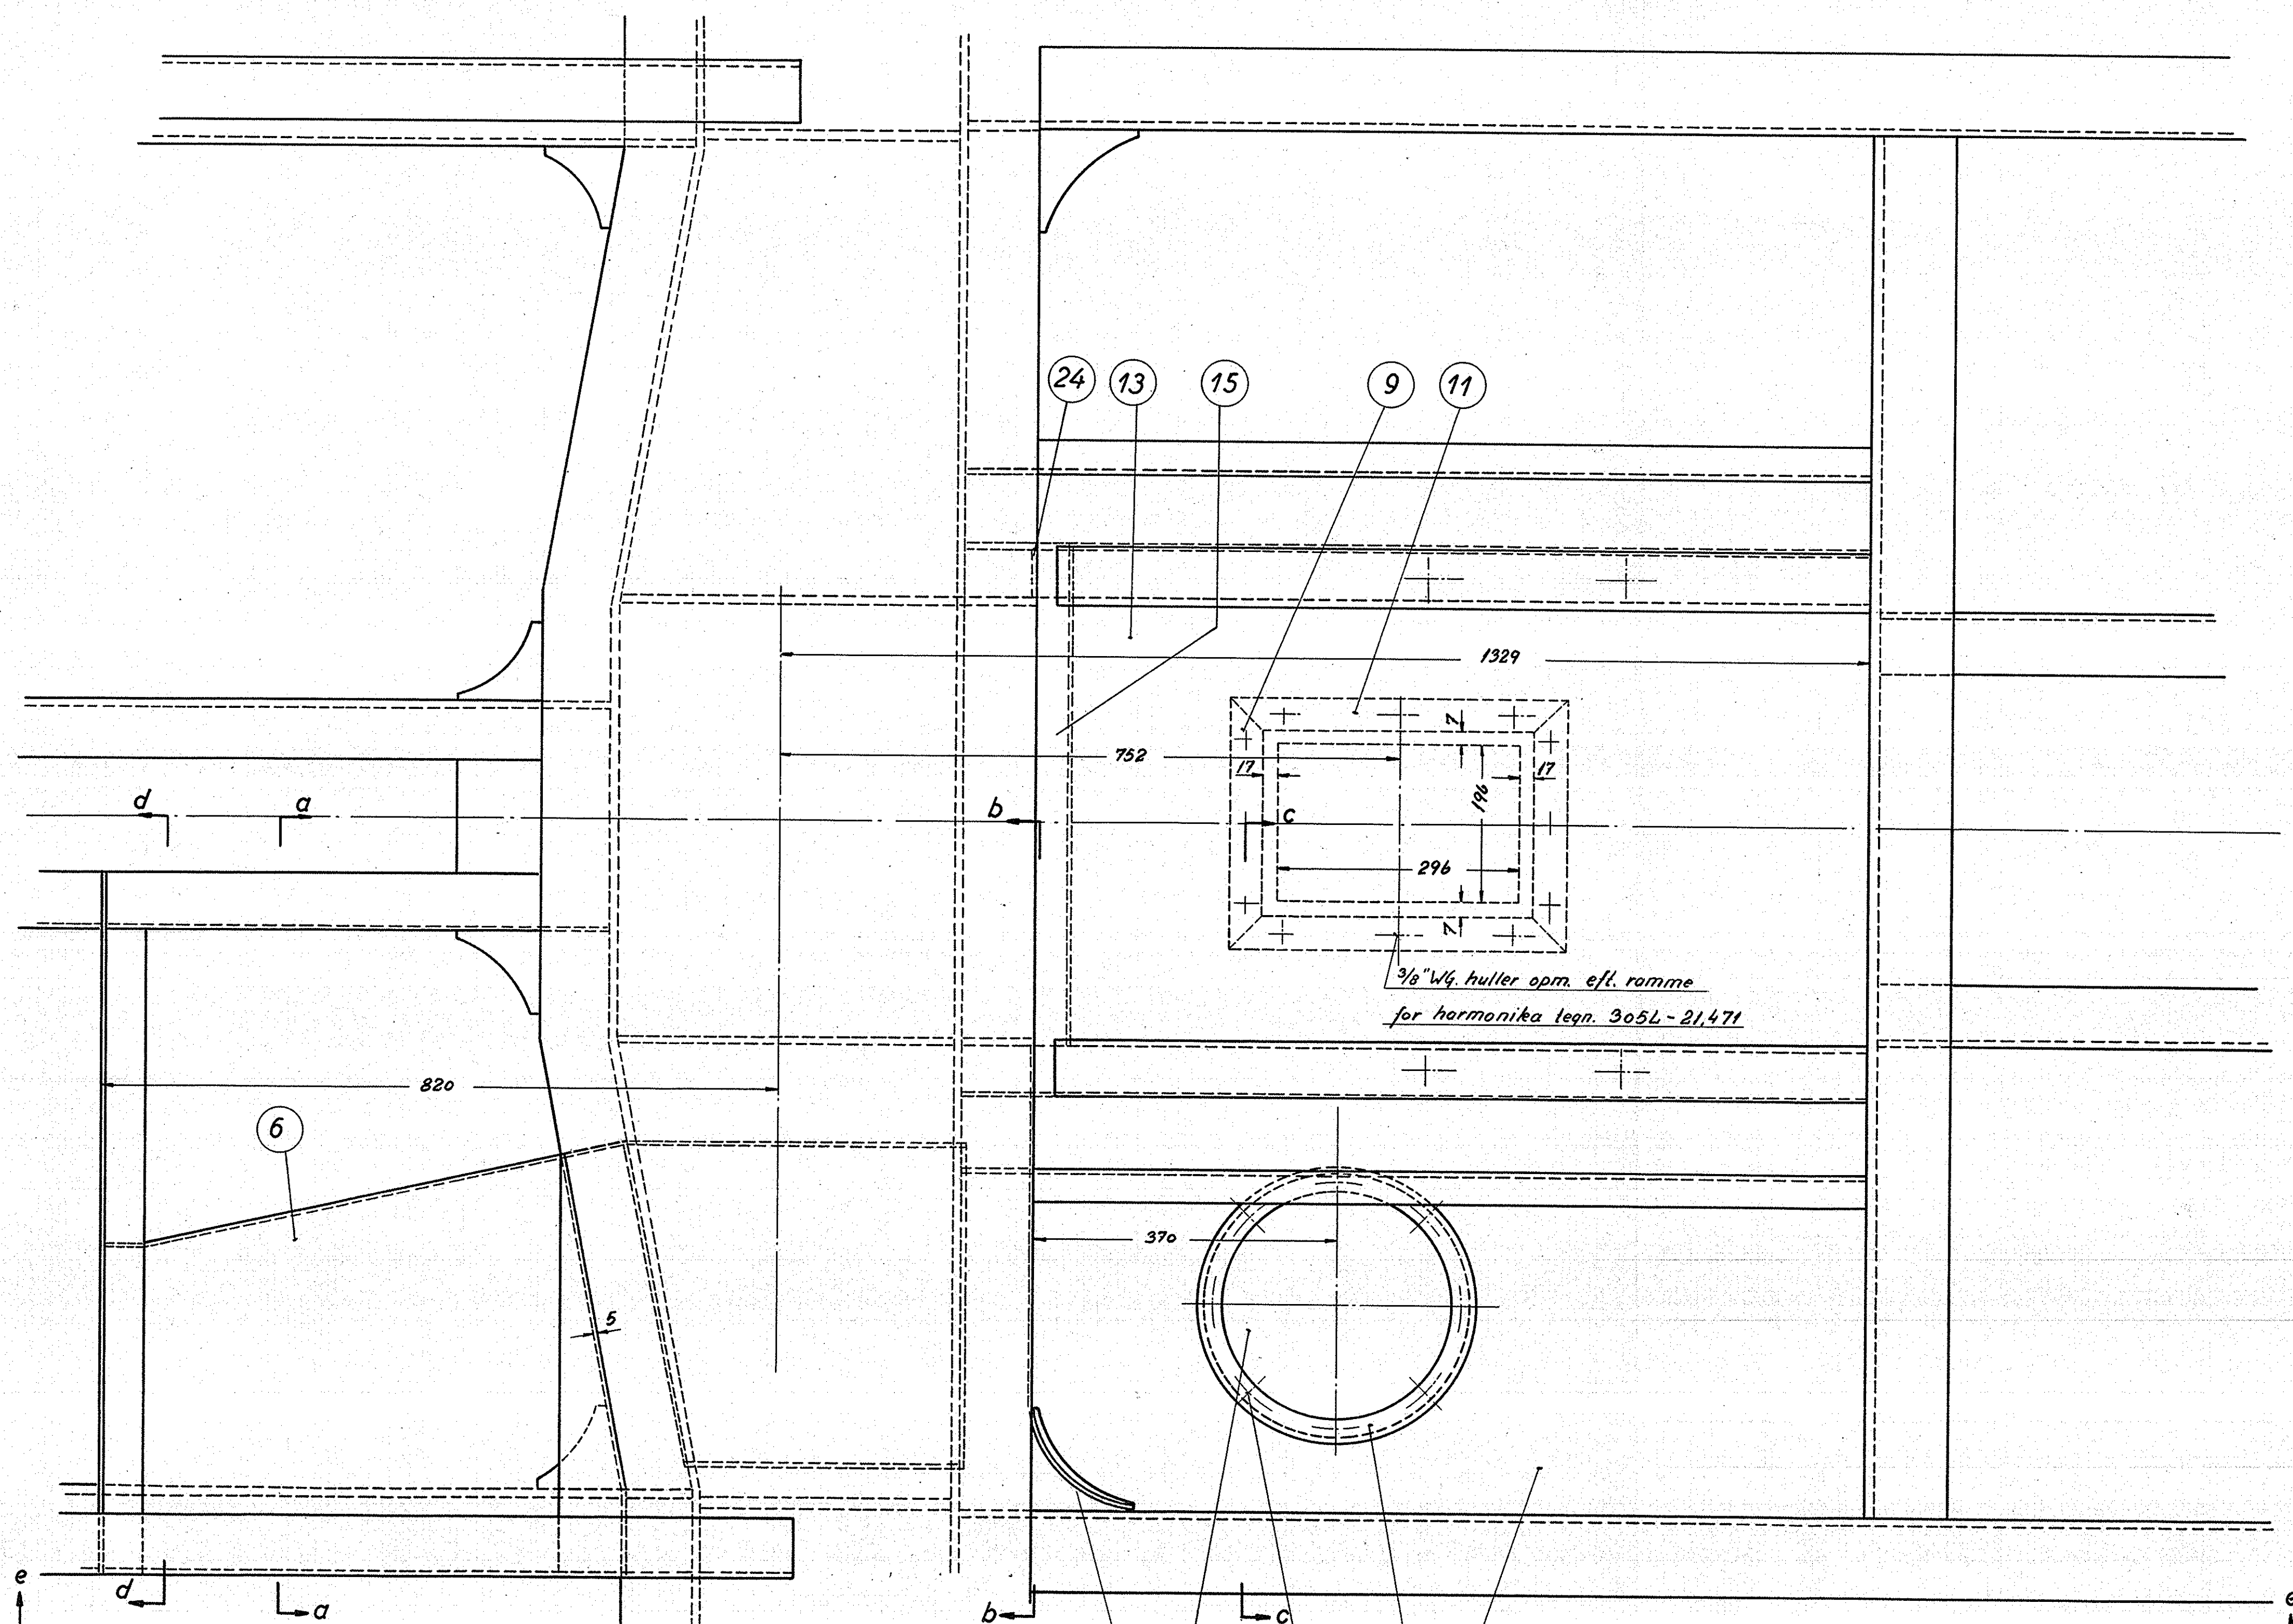 24 13 15 9 11
1329
7
752
17 17
196
d a b c
296
7
3/8" WG. huller opm. eft. ramme
for harmonika tegn. 305L-21,471
820
6
370
5
e
d a b c